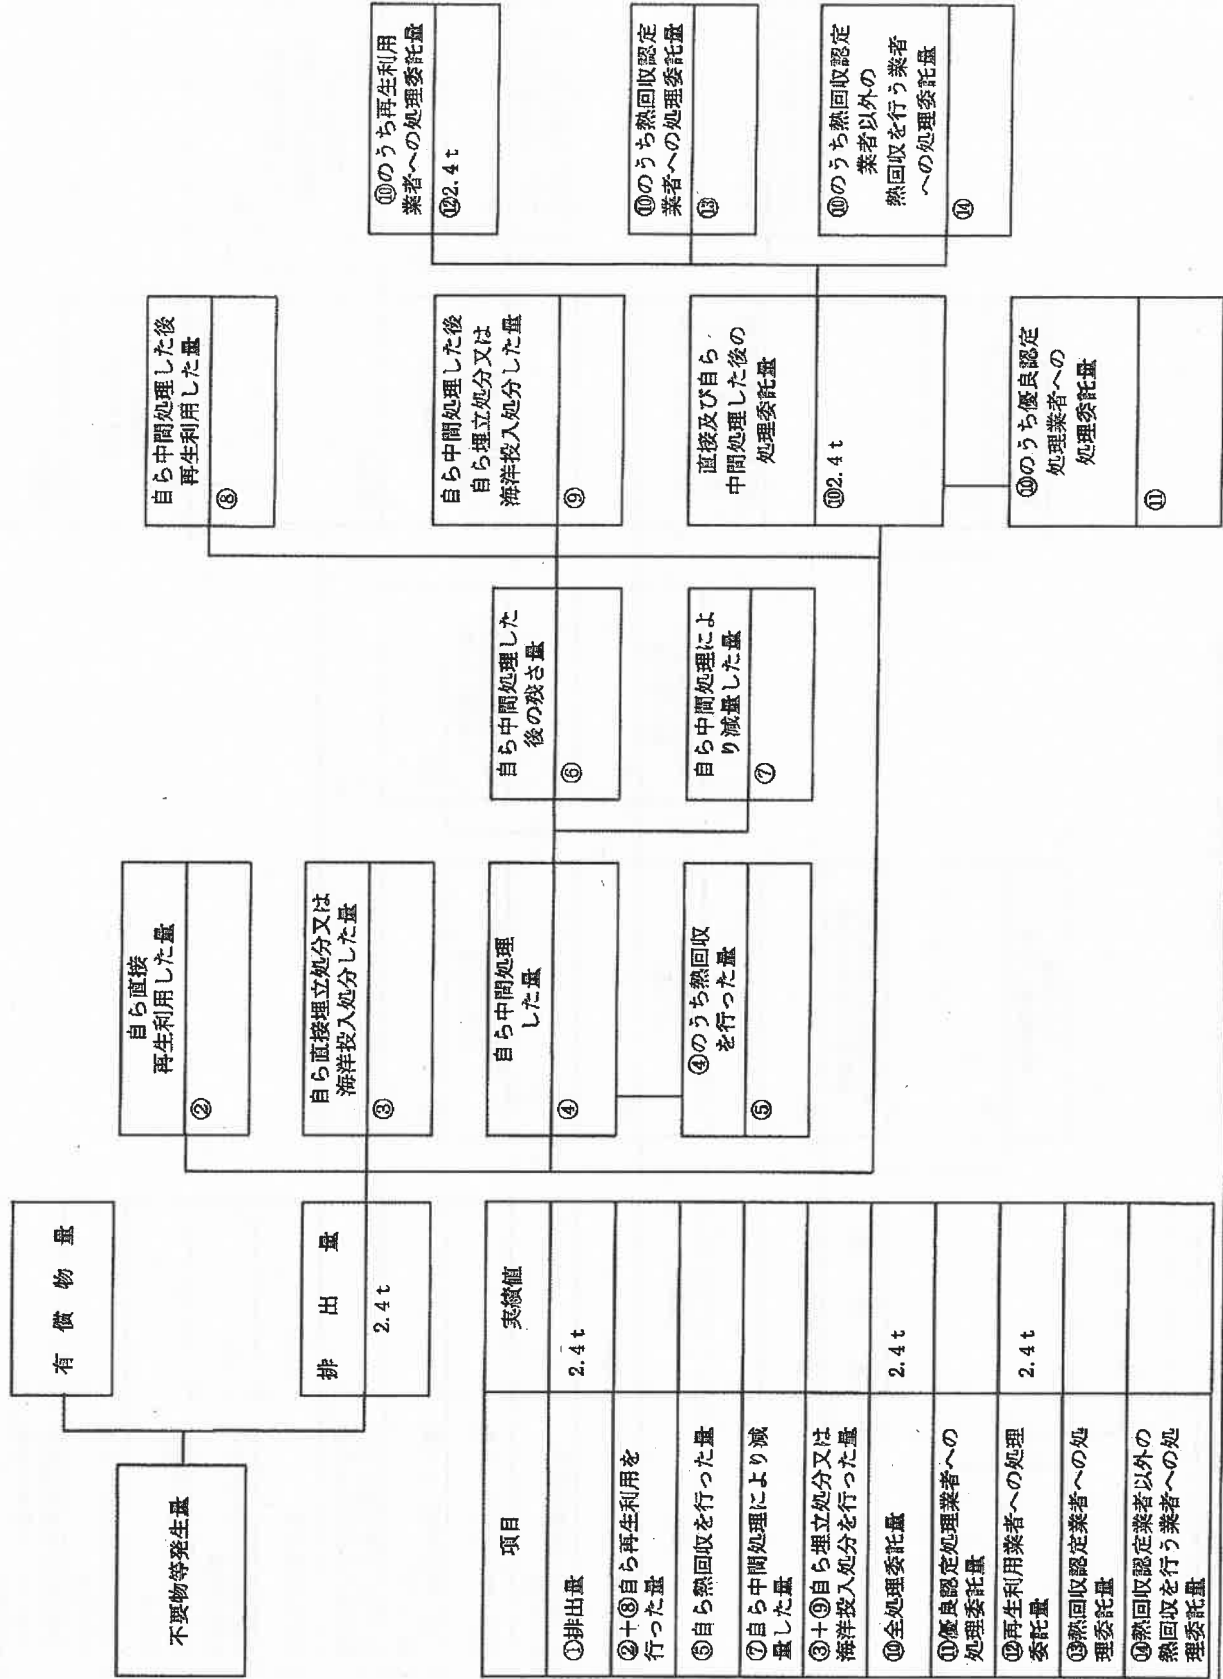 不要物等発生量
有償物量
排出量
2.4t
自ら直接
再生利用した量
②
自ら直接埋立処分又は
海洋投入処分した量
③
自ら中間処理
した量
④
④のうち熱回収
を行った量
⑤
自ら中間処理した
後の残さ量
⑥
自ら中間処理によ
り減量した量
⑦
自ら中間処理した後
再生利用した量
⑧
自ら中間処理した後
自ら埋立処分又は
海洋投入処分した量
⑨
直接及び自ら
中間処理した後の
処理委託量
⑩2.4t
⑩のうち優良認定
処理業者への
処理委託量
⑪
⑩のうち再生利用
業者への処理委託量
⑫2.4t
⑩のうち熱回収認定
業者への処理委託量
⑬
⑩のうち熱回収認定
業者以外の
熱回収を行う業者
への処理委託量
⑭
項目
実績値
①排出量
2.4t
②+⑧自ら再生利用を
行った量
⑤自ら熱回収を行った量
⑦自ら中間処理により減
量した量
③+⑨自ら埋立処分又は
海洋投入処分を行った量
⑩全処理委託量
2.4t
⑪優良認定処理業者への
処理委託量
⑫再生利用業者への処理
委託量
2.4t
⑬熱回収認定業者への処
理委託量
⑭熱回収認定業者以外の
熱回収を行う業者への処
理委託量